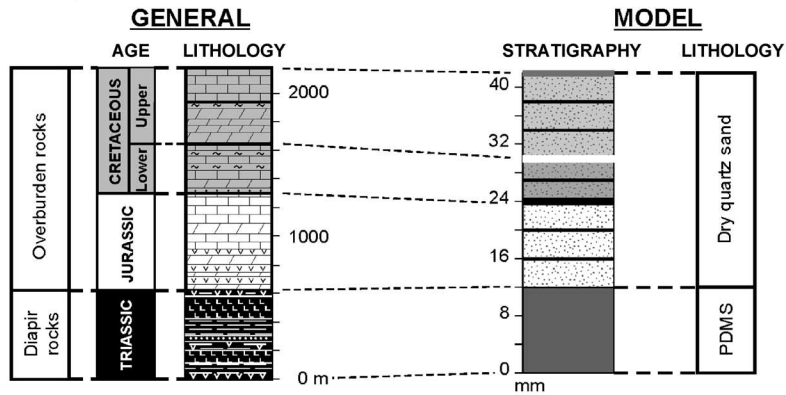 GENERAL
MODEL
AGE
LITHOLOGY
STRATIGRAPHY
LITHOLOGY
Overburden rocks
Diapir
rocks
CRETACEOUS
Upper
Lower
JURASSIC
TRIASSIC
2000
1000
0 m
40
32
24
16
8
0
mm
Dry quartz sand
PDMS